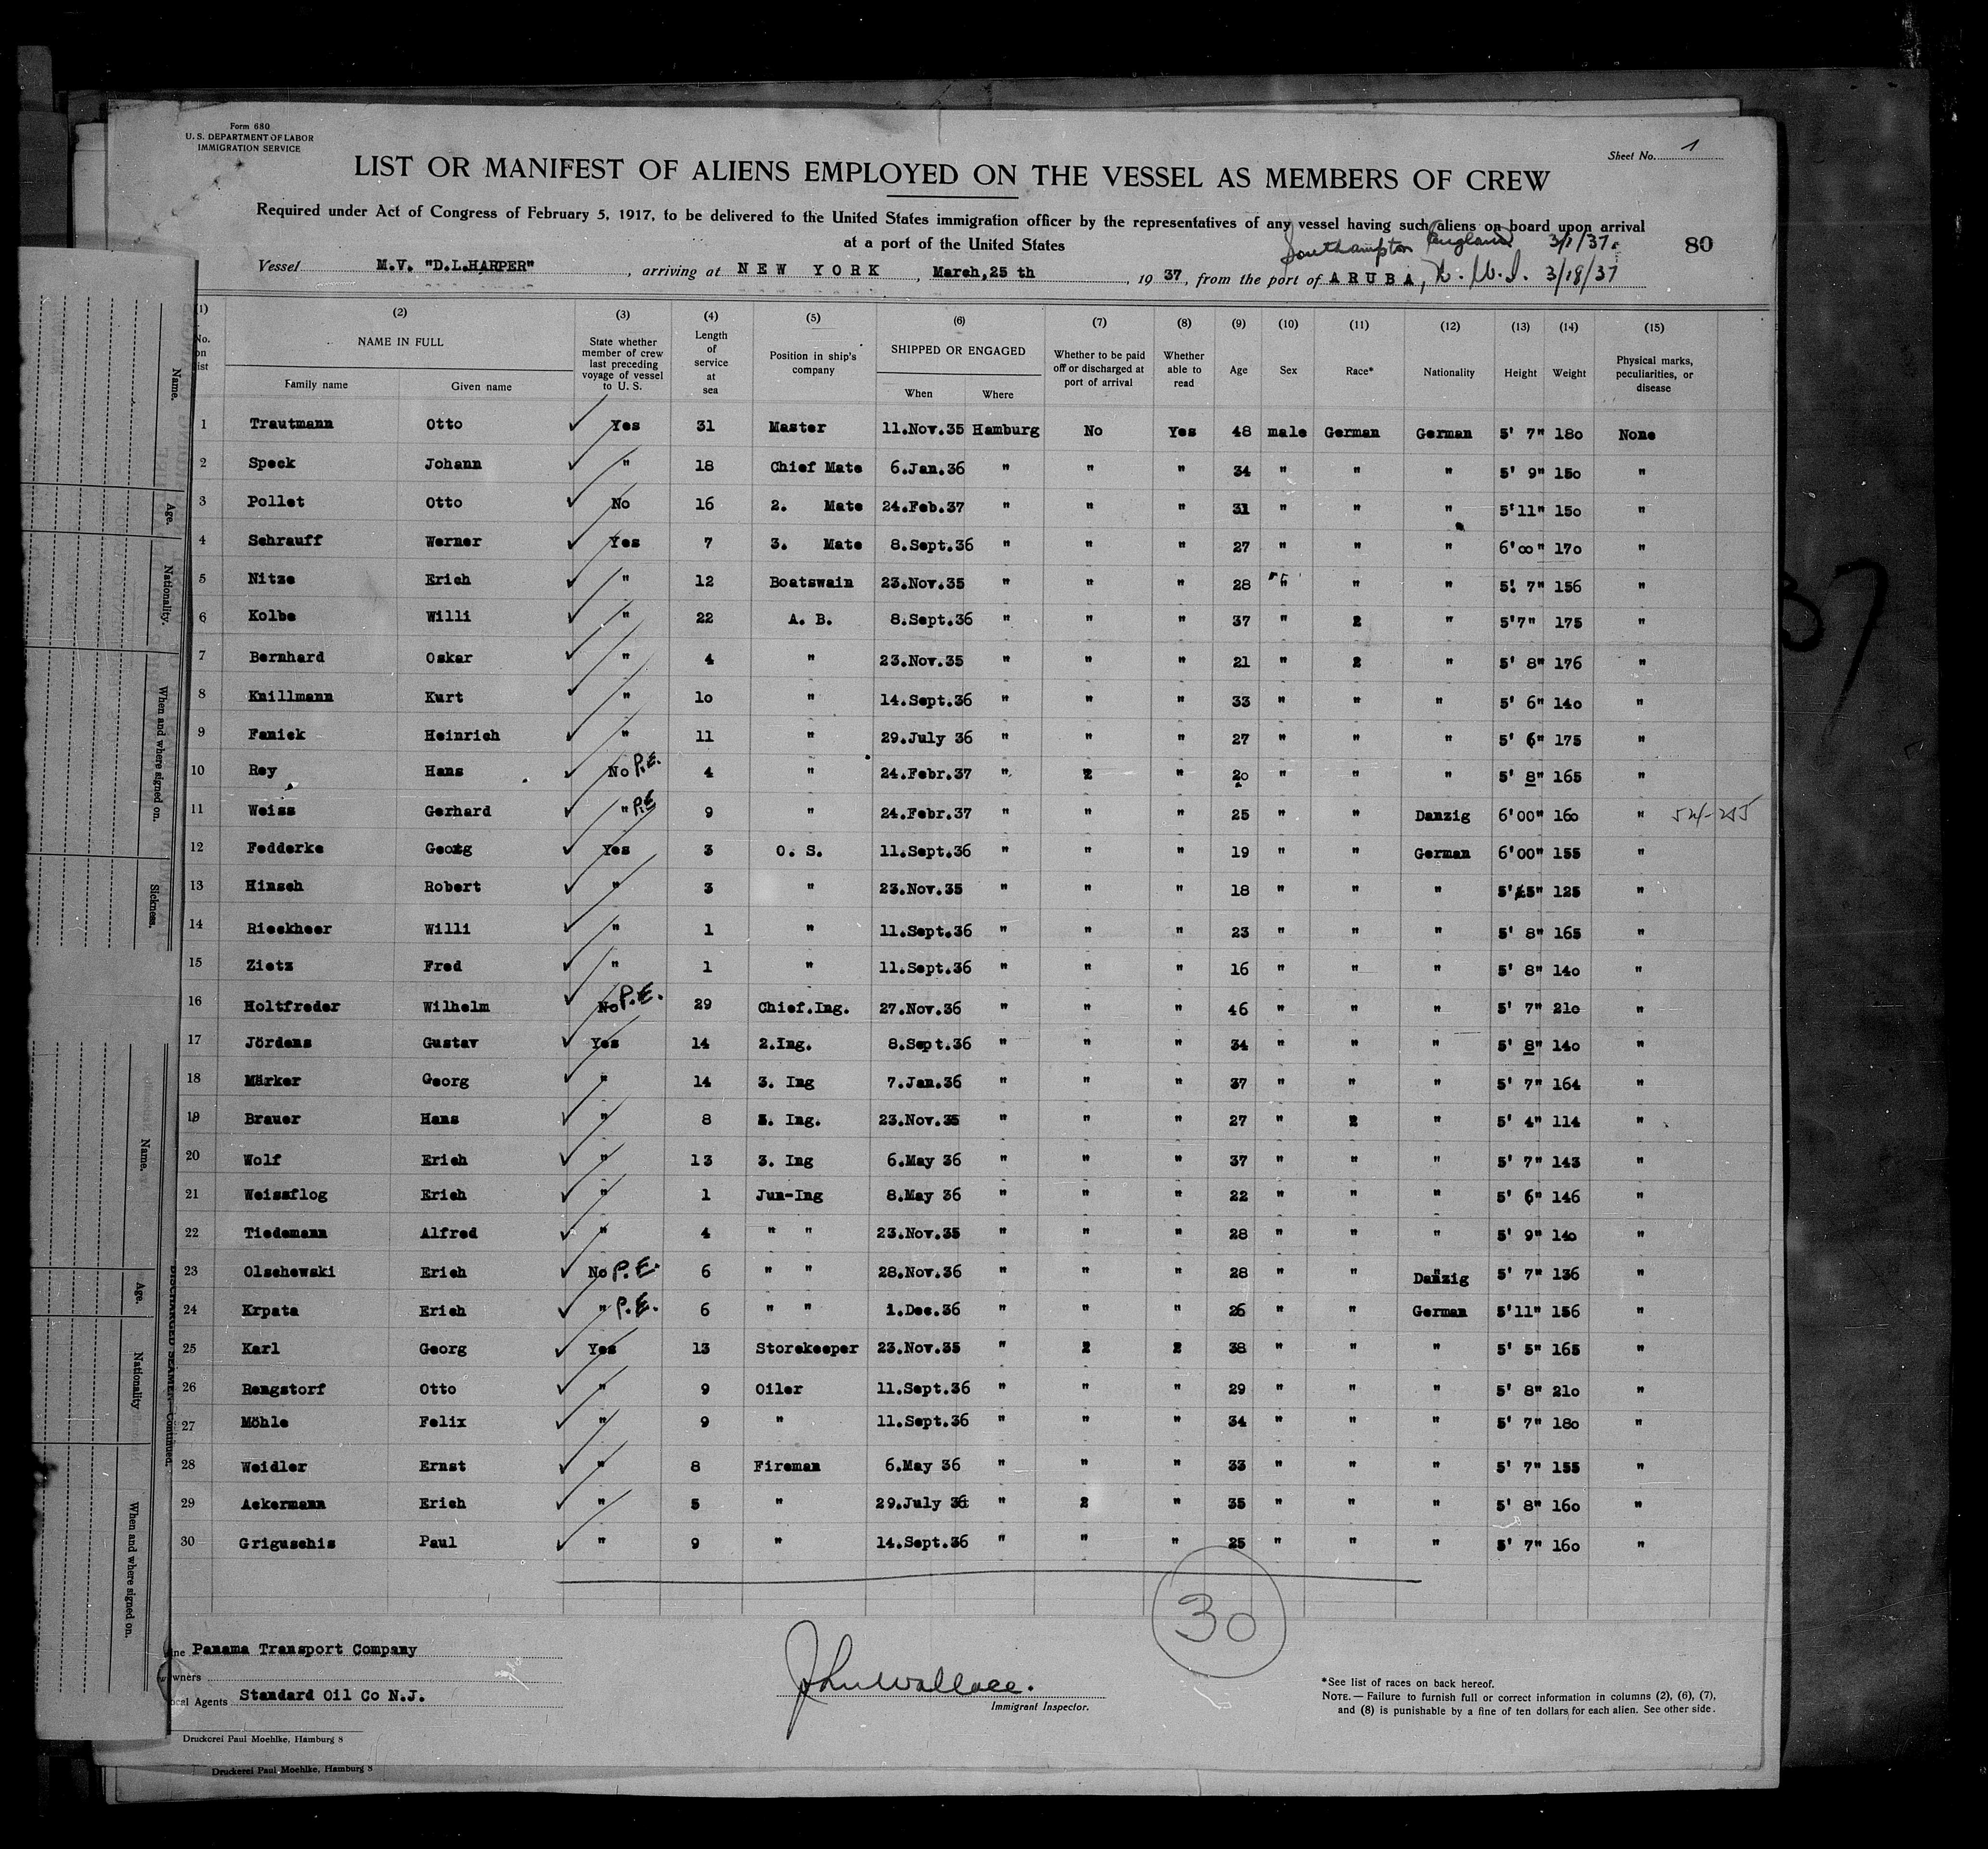 Form 680
U. S. DEPARTMENT OF LABOR
IMMIGRATION SERVICE
Sheet No. 1
LIST OR MANIFEST OF ALIENS EMPLOYED ON THE VESSEL AS MEMBERS OF CREW
Required under Act of Congress of February 5, 1917, to be delivered to the United States immigration officer by the representatives of any vessel having such aliens on board upon arrival
at a port of the United States
Southampton England 3/1/37. 80
Vessel M.V. "D.L.HARPER", arriving at NEW YORK, March,25 th, 1937, from the port of ARUBA, N. W. I. 3/18/37
(1) (2) (3) (4) (5) (6) (7) (8) (9) (10) (11) (12) (13) (14) (15)
No. on list NAME IN FULL Family name Given name State whether member of crew last preceding voyage of vessel to U. S. Length of service at sea Position in ship's company SHIPPED OR ENGAGED When Where Whether to be paid off or discharged at port of arrival Whether able to read Age Sex Race* Nationality Height Weight Physical marks, peculiarities, or disease
1 Trautmann Otto Yes 31 Master 11.Nov.35 Hamburg No Yes 48 male German German 5' 7" 180 None
2 Speck Johann " 18 Chief Mate 6.Jan.36 " " " 34 " " " 5' 9" 150 "
3 Pollet Otto No 16 2. Mate 24.Feb.37 " " " 31 " " " 5'11" 150 "
4 Schrauff Werner Yes 7 3. Mate 8.Sept.36 " " " 27 " " " 6'00" 170 "
5 Nitze Erich " 12 Boatswain 23.Nov.35 " " " 28 " " " 5' 7" 156 "
6 Kolbe Willi " 22 A. B. 8.Sept.36 " " " 37 " " " 5'7" 175 "
7 Bernhard Oskar " 4 " 23.Nov.35 " " " 21 " " " 5' 8" 176 "
8 Knillmann Kurt " 10 " 14.Sept.36 " " " 33 " " " 5' 6" 140 "
9 Faniek Heinrich " 11 " 29.July 36 " " " 27 " " " 5' 6" 175 "
10 Rey Hans No P.E. 4 " 24.Febr.37 " 2 " 20 " " " 5' 8" 165 "
11 Weiss Gerhard " P.E 9 " 24.Febr.37 " " " 25 " " Danzig 6'00" 160 "
12 Fedderke Georg Yes 3 O. S. 11.Sept.36 " " " 19 " " German 6'00" 155 "
13 Hinsch Robert " 3 " 23.Nov.35 " " " 18 " " " 5' 5" 125 "
14 Rieckheer Willi " 1 " 11.Sept.36 " " " 23 " " " 5' 8" 165 "
15 Zietz Fred " 1 " 11.Sept.36 " " " 16 " " " 5' 8" 140 "
16 Holtfreder Wilhelm No P.E. 29 Chief.Ing. 27.Nov.36 " " " 46 " " " 5' 7" 210 "
17 Jördens Gustav Yes 14 2.Ing. 8.Sept.36 " " " 34 " " " 5' 8" 140 "
18 Märker Georg " 14 3. Ing 7.Jan.36 " " " 37 " " " 5' 7" 164 "
19 Brauer Hans " 8 3. Ing. 23.Nov.35 " " " 27 " 2 " 5' 4" 114 "
20 Wolf Erich " 13 3. Ing 6.May 36 " " " 37 " " " 5' 7" 143 "
21 Weissflog Erich " 1 Jun-Ing 8.May 36 " " " 22 " " " 5' 6" 146 "
22 Tiedemann Alfred " 4 " " 23.Nov.35 " " " 28 " " " 5' 9" 140 "
23 Olschewski Erich No P.E. 6 " " 28.Nov.36 " " " 28 " " Danzig 5' 7" 136 "
24 Krpata Erich " P.E. 6 " " 1.Dec.36 " " " 26 " " German 5'11" 156 "
25 Karl Georg Yes 13 Storekeeper 23.Nov.35 " 2 2 38 " " " 5' 5" 165 "
26 Rengstorf Otto " 9 Oiler 11.Sept.36 " " " 29 " " " 5' 8" 210 "
27 Möhle Felix " 9 " 11.Sept.36 " " " 34 " " " 5' 7" 180 "
28 Weidler Ernst " 8 Fireman 6.May 36 " " " 33 " " " 5' 7" 155 "
29 Ackermann Erich " 5 " 29.July 36 " 2 " 35 " " " 5' 8" 160 "
30 Griguschis Paul " 9 " 14.Sept.36 " " " 25 " " " 5' 7" 160 "
30
Panama Transport Company
wners
ocal Agents Standard Oil Co N.J.
John Wallace.
Immigrant Inspector.
*See list of races on back hereof.
NOTE.—Failure to furnish full or correct information in columns (2), (6), (7),
and (8) is punishable by a fine of ten dollars for each alien. See other side.
Druckerei Paul Moehlke, Hamburg 8
Druckerei Paul Moehlke, Hamburg 8
Name.
Age.
Nationality.
When and where signed on.
Sickness.
Name.
Age.
Nationality
When and where signed on.
37